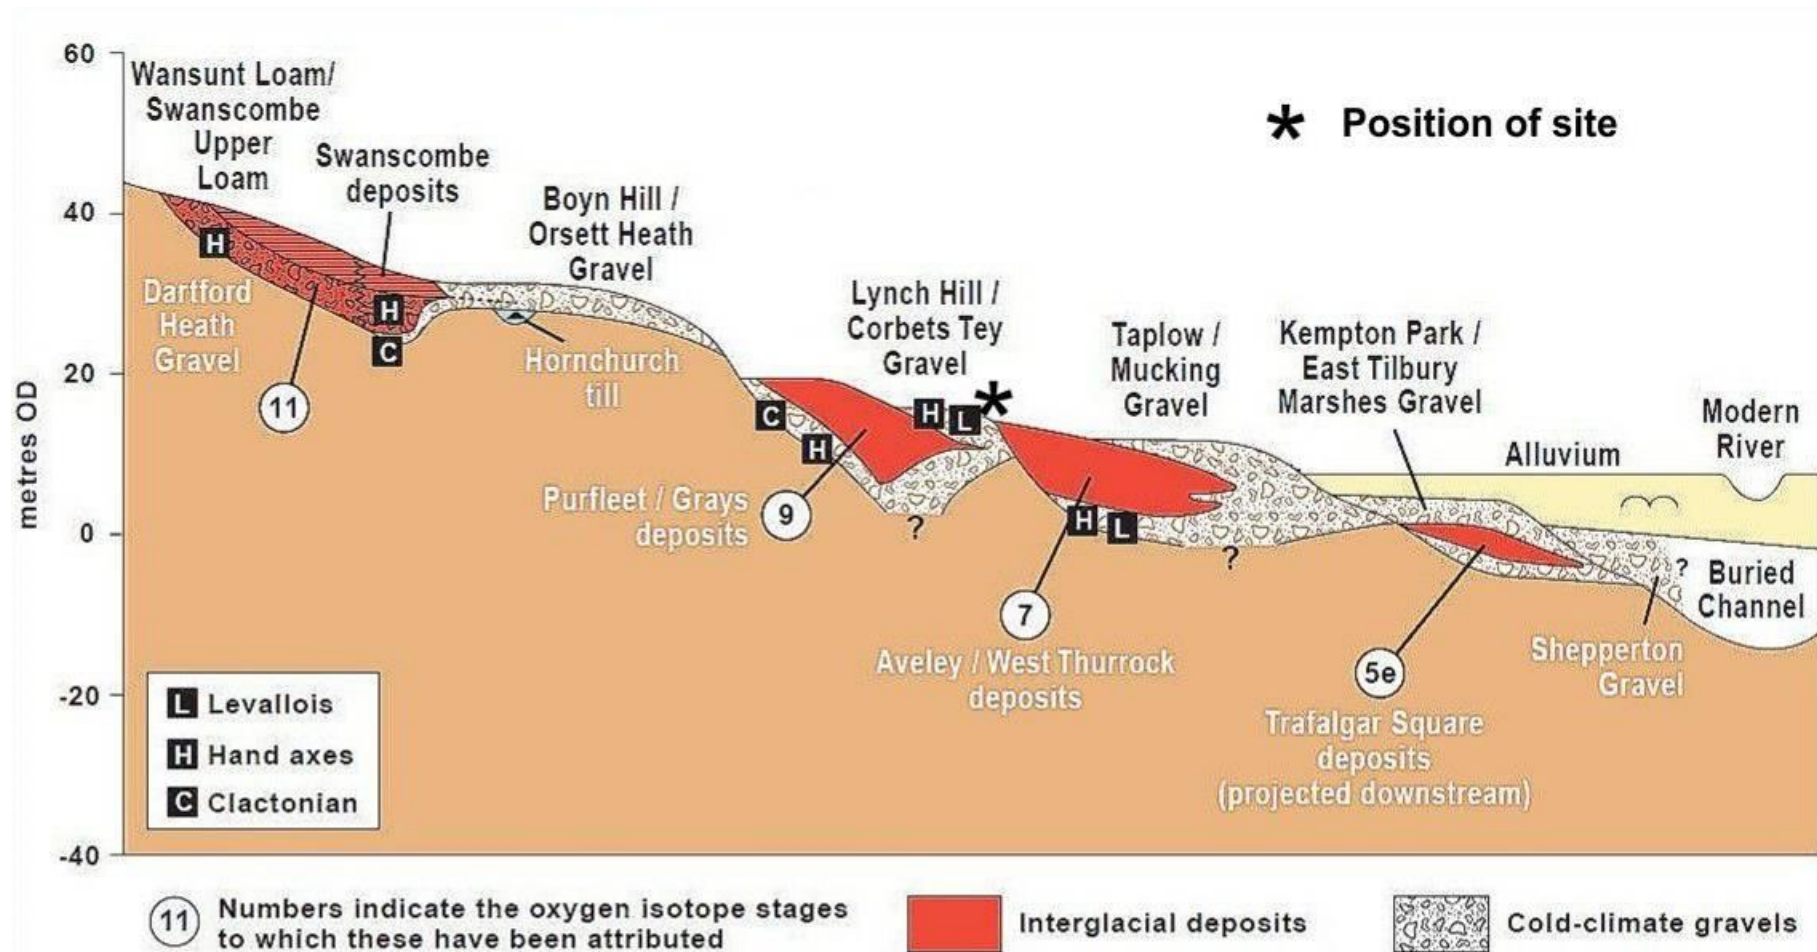 60
40
20
0
-20
-40
metres OD
Wansunt Loam/
Swanscombe
Upper
Loam
Swanscombe
deposits
Boyn Hill /
Orsett Heath
Gravel
Lynch Hill /
Corbets Tey
Gravel
Taplow /
Mucking
Gravel
Kempton Park /
East Tilbury
Marshes Gravel
Alluvium
Modern
River
* Position of site
*
H
H
C
Dartford
Heath
Gravel
11
Hornchurch
till
C
H
H
L
Purfleet / Grays
deposits
9
?
H
L
?
7
Aveley / West Thurrock
deposits
5e
Trafalgar Square
deposits
(projected downstream)
?
Buried
Channel
Shepperton
Gravel
L Levallois
H Hand axes
C Clactonian
11 Numbers indicate the oxygen isotope stages
to which these have been attributed
Interglacial deposits
Cold-climate gravels